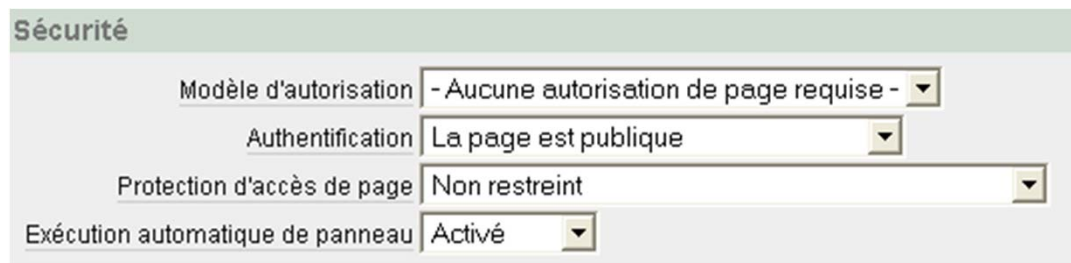 Sécurité
Modèle d'autorisation - Aucune autorisation de page requise -
Authentification La page est publique
Protection d'accès de page Non restreint
Exécution automatique de panneau Activé